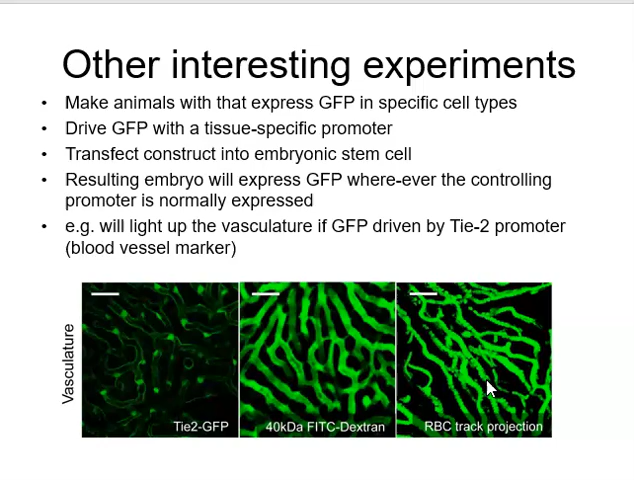 Other interesting experiments
• Make animals with that express GFP in specific cell types
• Drive GFP with a tissue-specific promoter
• Transfect construct into embryonic stem cell
• Resulting embryo will express GFP where-ever the controlling
promoter is normally expressed
• e.g. will light up the vasculature if GFP driven by Tie-2 promoter
(blood vessel marker)
Vasculature
Tie2-GFP
40kDa FITC-Dextran
RBC track projection